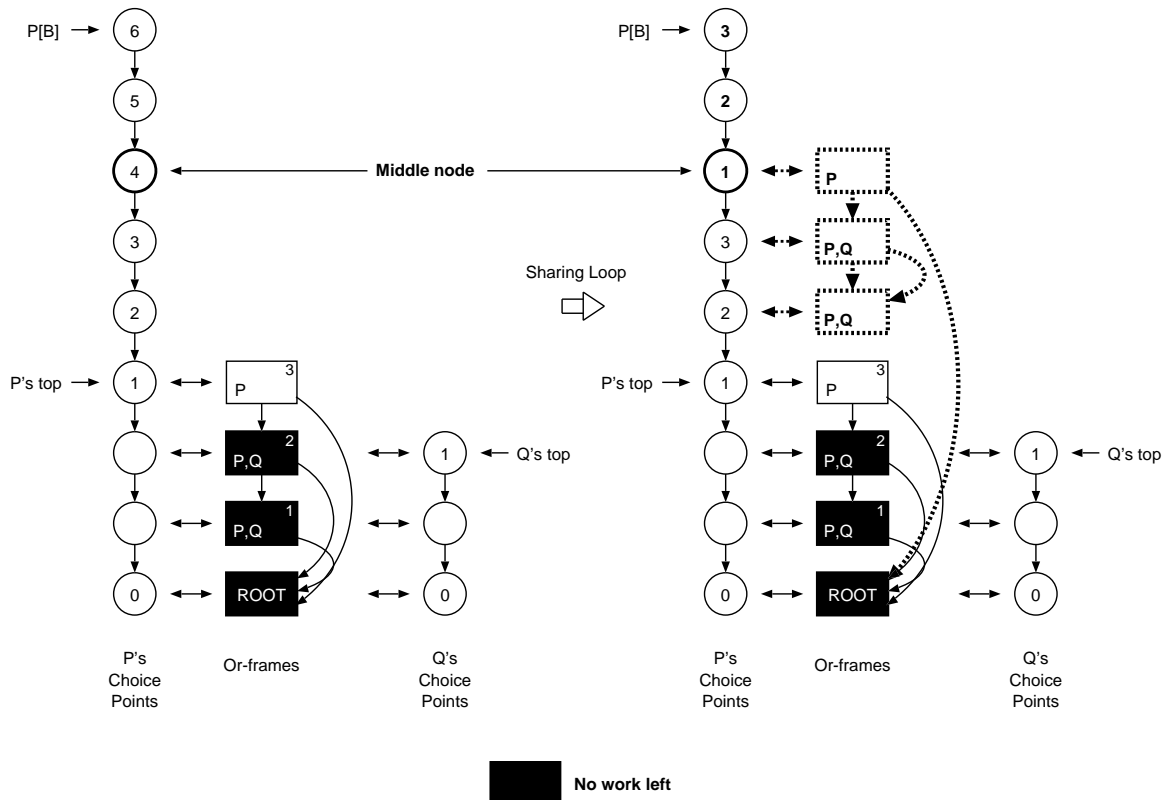 P[B] 6 P[B] 3
5 2
4 Middle node 1 P
3 3 P,Q
Sharing Loop
2 2 P,Q
P's top 1 P 3 P's top 1 P 3
P,Q 2 1 Q's top P,Q 2 1 Q's top
P,Q 1 P,Q 1
0 ROOT 0 0 ROOT 0
P's Or-frames Q's P's Or-frames Q's
Choice Choice Choice Choice
Points Points Points Points
No work left